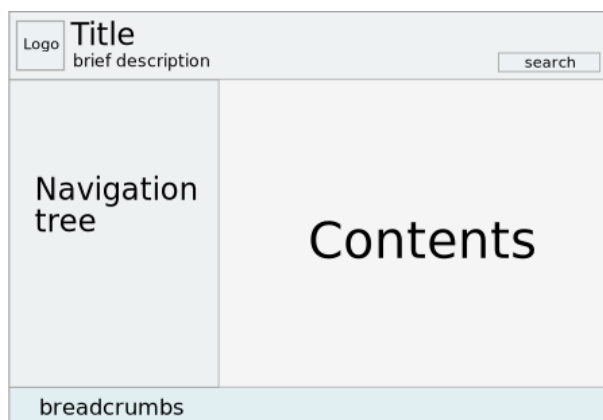 Logo
Title
brief description
search
Navigation
tree
Contents
breadcrumbs